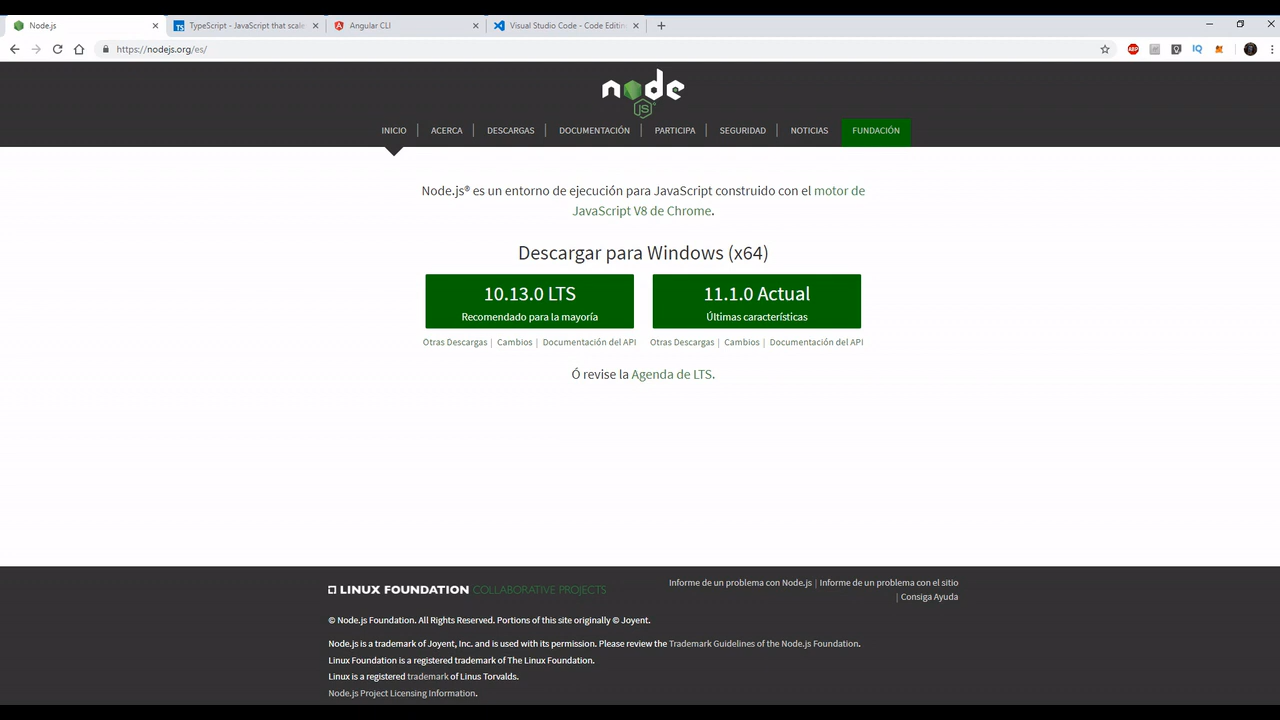 Node.js
TypeScript - JavaScript that scale
Angular CLI
Visual Studio Code - Code Editin
https://nodejs.org/es/
ABP
IQ
node
JS
INICIO
ACERCA
DESCARGAS
DOCUMENTACIÓN
PARTICIPA
SEGURIDAD
NOTICIAS
FUNDACIÓN
Node.js® es un entorno de ejecución para JavaScript construido con el motor de
JavaScript V8 de Chrome.
Descargar para Windows (x64)
10.13.0 LTS
Recomendado para la mayoría
11.1.0 Actual
Últimas características
Otras Descargas | Cambios | Documentación del API
Otras Descargas | Cambios | Documentación del API
Ó revise la Agenda de LTS.
LINUX FOUNDATION COLLABORATIVE PROJECTS
Informe de un problema con Node.js | Informe de un problema con el sitio
| Consiga Ayuda
© Node.js Foundation. All Rights Reserved. Portions of this site originally © Joyent.
Node.js is a trademark of Joyent, Inc. and is used with its permission. Please review the Trademark Guidelines of the Node.js Foundation.
Linux Foundation is a registered trademark of The Linux Foundation.
Linux is a registered trademark of Linus Torvalds.
Node.js Project Licensing Information.